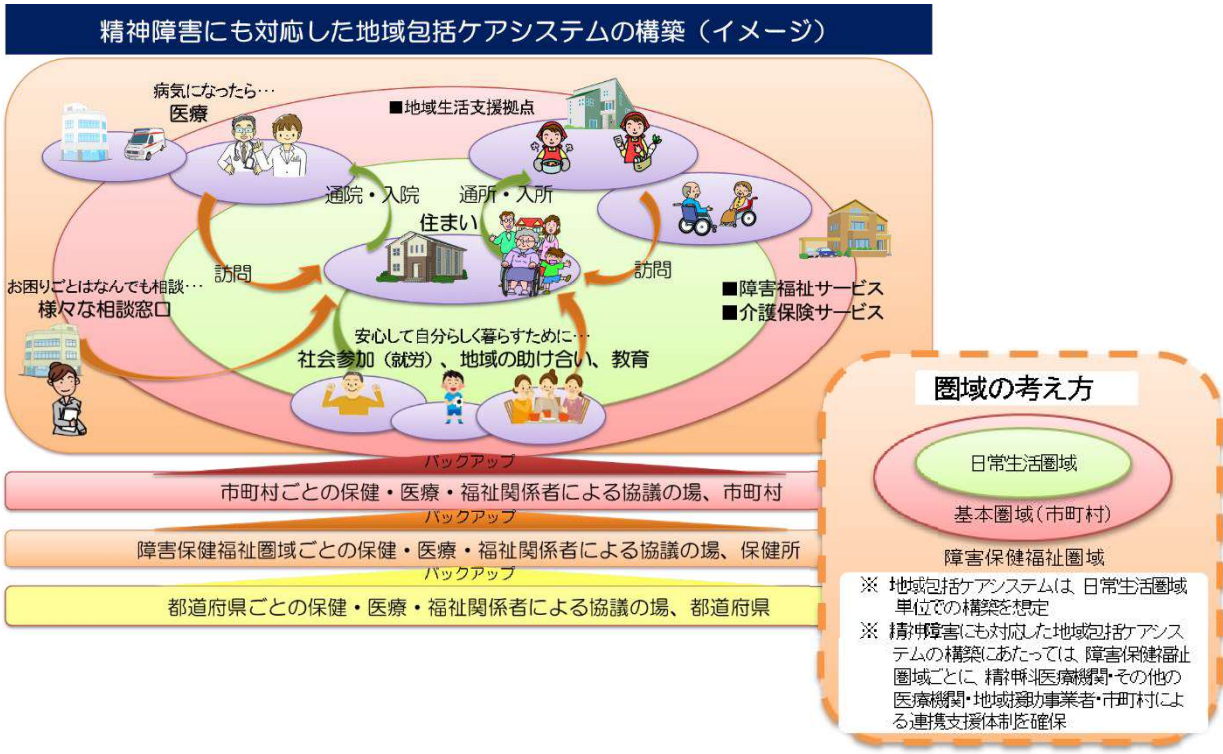 精神障害にも対応した地域包括ケアシステムの構築（イメージ）
病気になったら…
医療
■地域生活支援拠点
通院・入院
通所・入所
住まい
訪問
訪問
お困りごとはなんでも相談…
様々な相談窓口
■障害福祉サービス
■介護保険サービス
安心して自分らしく暮らすために…
社会参加（就労）、地域の助け合い、教育
バックアップ
市町村ごとの保健・医療・福祉関係者による協議の場、市町村
バックアップ
障害保健福祉圏域ごとの保健・医療・福祉関係者による協議の場、保健所
バックアップ
都道府県ごとの保健・医療・福祉関係者による協議の場、都道府県
圏域の考え方
日常生活圏域
基本圏域（市町村）
障害保健福祉圏域
※ 地域包括ケアシステムは、日常生活圏域
単位での構築を想定
※ 精神障害にも対応した地域包括ケアシス
テムの構築にあたっては、障害保健福祉
圏域ごとに、精神科医療機関・その他の
医療機関・地域援助事業者・市町村によ
る連携支援体制を確保